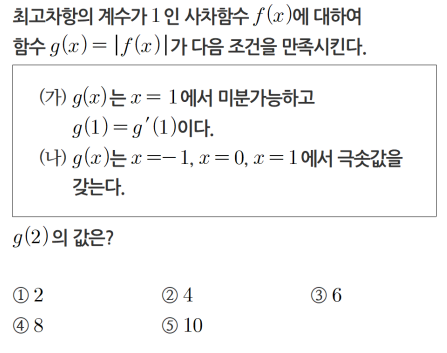 최고차항의 계수가 1인 사차함수 f(x)에 대하여
함수 g(x) = |f(x)|가 다음 조건을 만족시킨다.
(가) g(x)는 x = 1에서 미분가능하고
g(1) = g′(1)이다.
(나) g(x)는 x = −1, x = 0, x = 1에서 극솟값을
갖는다.
g(2)의 값은?
① 2 ② 4 ③ 6
④ 8 ⑤ 10